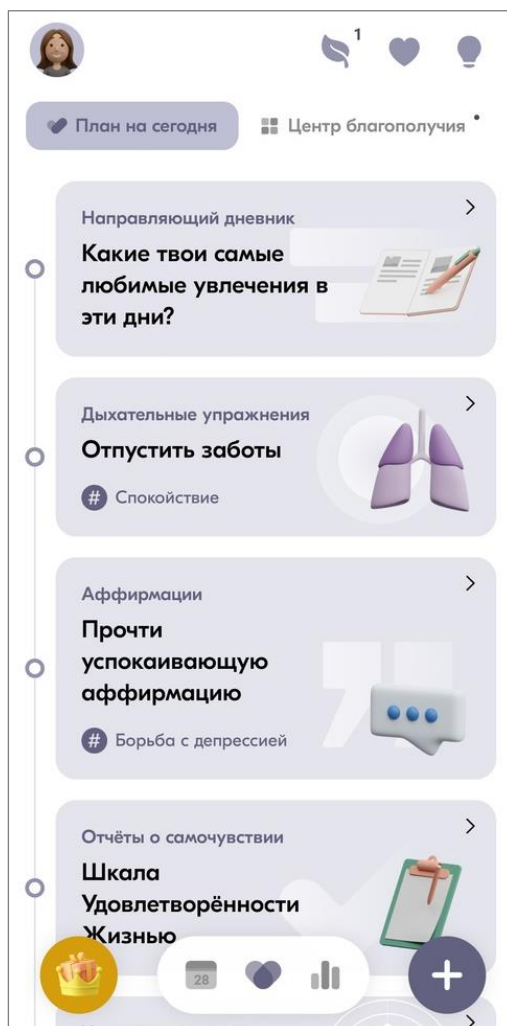 1
План на сегодня
Центр благополучия
Направляющий дневник
Какие твои самые
любимые увлечения в
эти дни?
Дыхательные упражнения
Отпустить заботы
# Спокойствие
Аффирмации
Прочти
успокаивающую
аффирмацию
# Борьба с депрессией
Отчёты о самочувствии
Шкала
Удовлетворённости
Жизнью
28